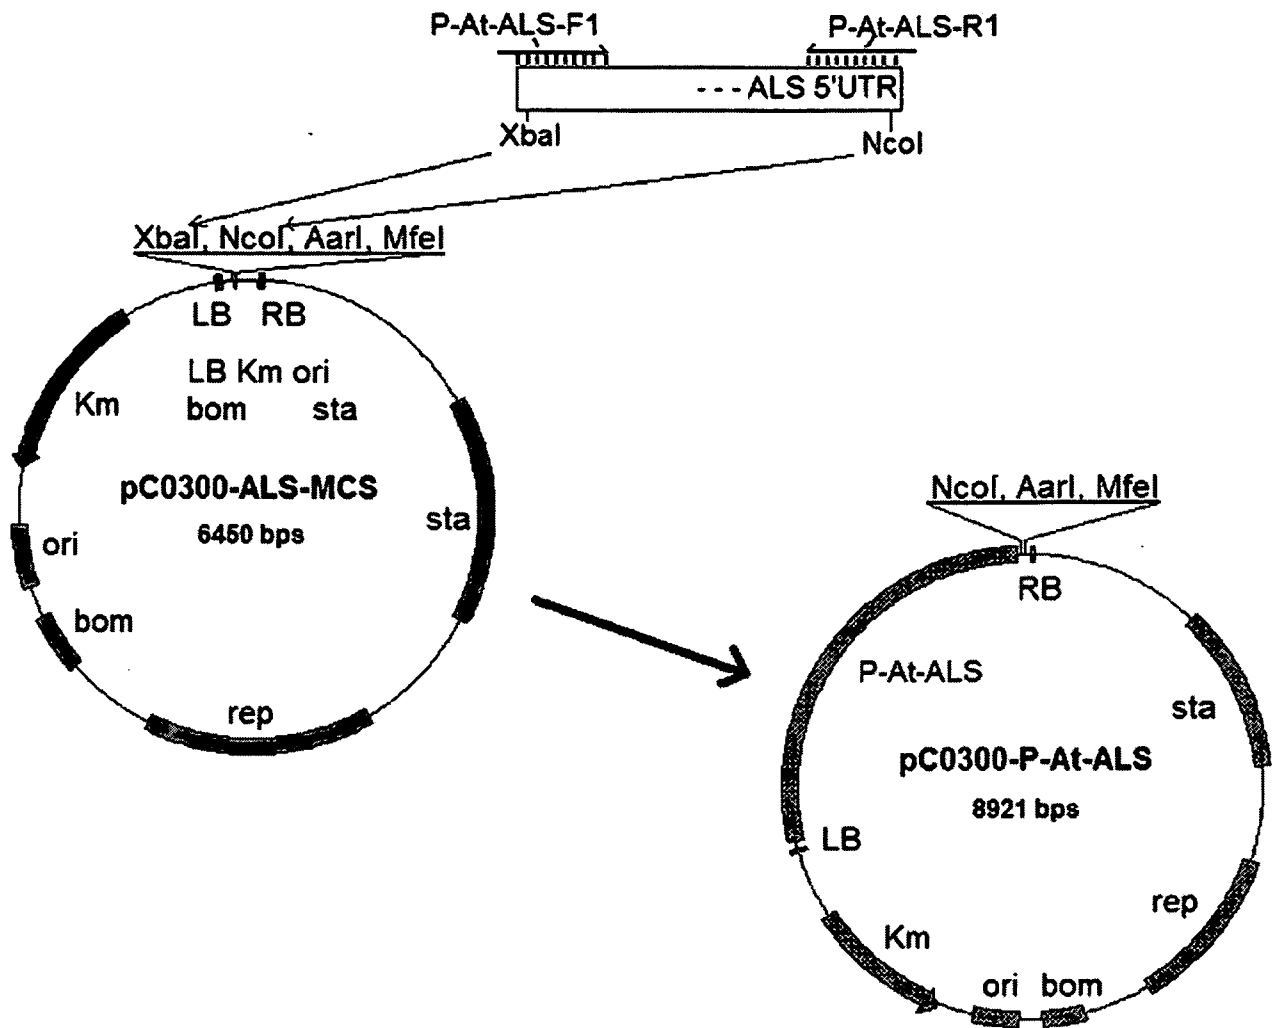 P-At-ALS-F1
P-At-ALS-R1
---ALS 5'UTR
XbaI
NcoI
XbaI, NcoI, AarI, MfeI
LB RB
LB Km ori
bom sta
Km
pC0300-ALS-MCS
6450 bps
sta
ori
bom
rep
NcoI, AarI, MfeI
RB
P-At-ALS
sta
pC0300-P-At-ALS
8921 bps
LB
rep
Km
ori bom